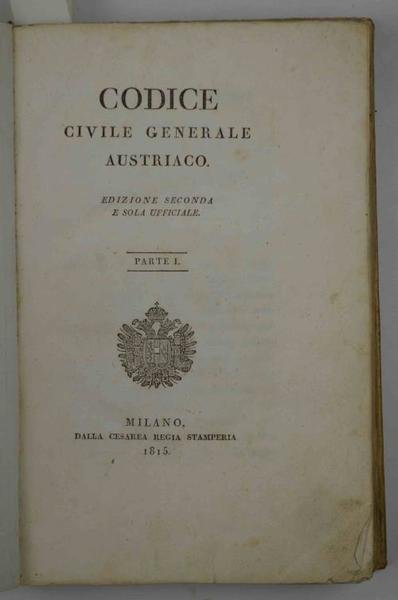 CODICE
CIVILE GENERALE
AUSTRIACO.
EDIZIONE SECONDA
E SOLA UFFICIALE.
PARTE I.
MILANO,
DALLA CESAREA REGIA STAMPERIA
1815.